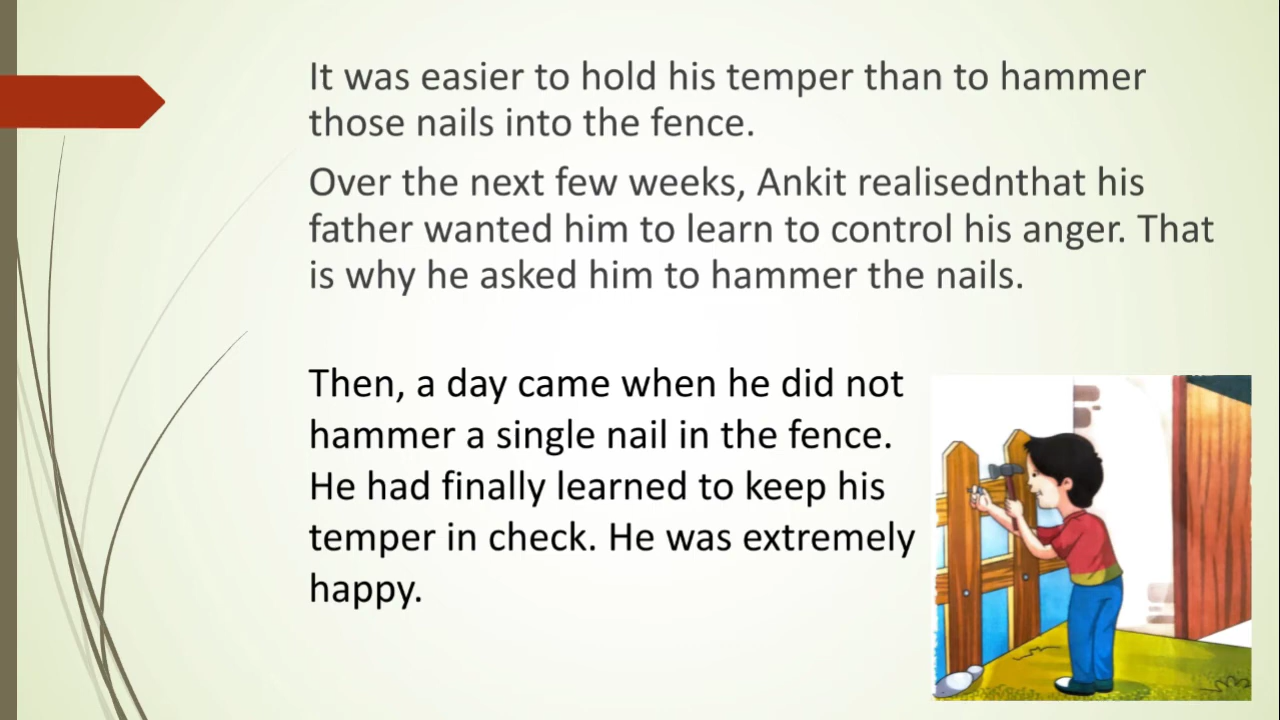 It was easier to hold his temper than to hammer
those nails into the fence.
Over the next few weeks, Ankit realisednthat his
father wanted him to learn to control his anger. That
is why he asked him to hammer the nails.
Then, a day came when he did not
hammer a single nail in the fence.
He had finally learned to keep his
temper in check. He was extremely
happy.